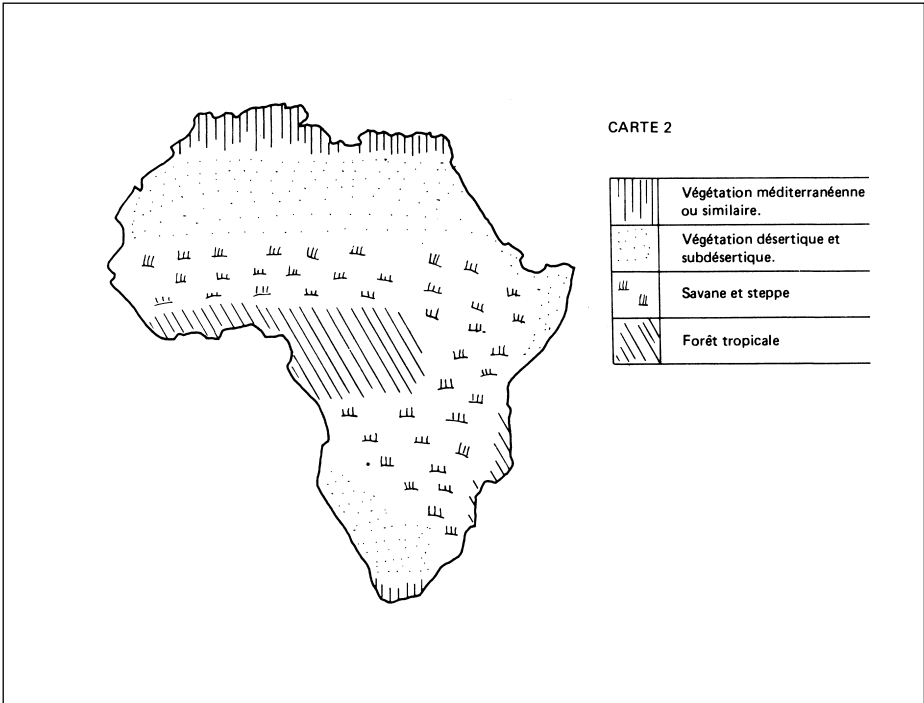 CARTE 2
Végétation méditerranéenne
ou similaire.
Végétation désertique et
subdésertique.
Savane et steppe
Forêt tropicale